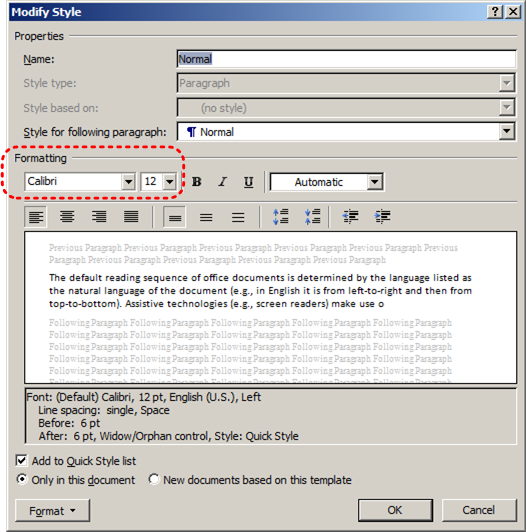 Modify Style
Properties
Name: Normal
Style type: Paragraph
Style based on: (no style)
Style for following paragraph: ¶ Normal
Formatting
Calibri 12 B I U Automatic
Previous Paragraph Previous Paragraph Previous Paragraph Previous Paragraph Previous Paragraph Previous
Paragraph Previous Paragraph Previous Paragraph Previous Paragraph Previous Paragraph
The default reading sequence of office documents is determined by the language listed as
the natural language of the document (e.g., in English it is from left-to-right and then from
top-to-bottom). Assistive technologies (e.g., screen readers) make use o
Following Paragraph Following Paragraph Following Paragraph Following Paragraph Following Paragraph
Following Paragraph Following Paragraph Following Paragraph Following Paragraph Following Paragraph
Following Paragraph Following Paragraph Following Paragraph Following Paragraph Following Paragraph
Following Paragraph Following Paragraph Following Paragraph Following Paragraph Following Paragraph
Following Paragraph Following Paragraph Following Paragraph Following Paragraph Following Paragraph
Following Paragraph Following Paragraph Following Paragraph Following Paragraph Following Paragraph
Font: (Default) Calibri, 12 pt, English (U.S.), Left
Line spacing: single, Space
Before: 6 pt
After: 6 pt, Widow/Orphan control, Style: Quick Style
Add to Quick Style list
Only in this document New documents based on this template
Format OK Cancel